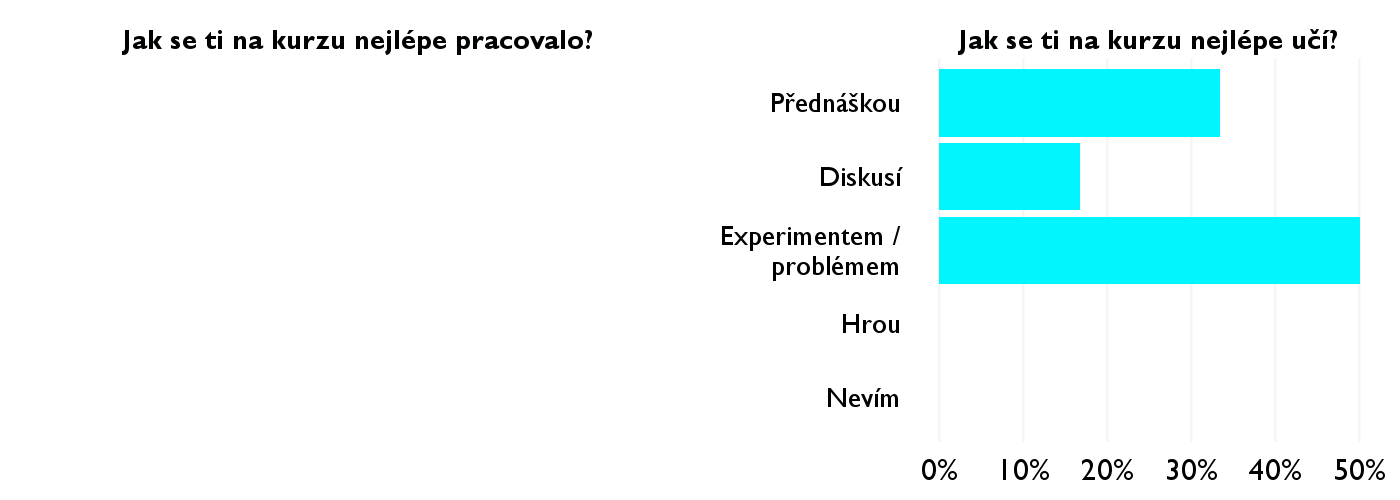 Jak se ti na kurzu nejlépe pracovalo?
Jak se ti na kurzu nejlépe učí?
Přednáškou
Diskusí
Experimentem /
problémem
Hrou
Nevím
0% 10% 20% 30% 40% 50%